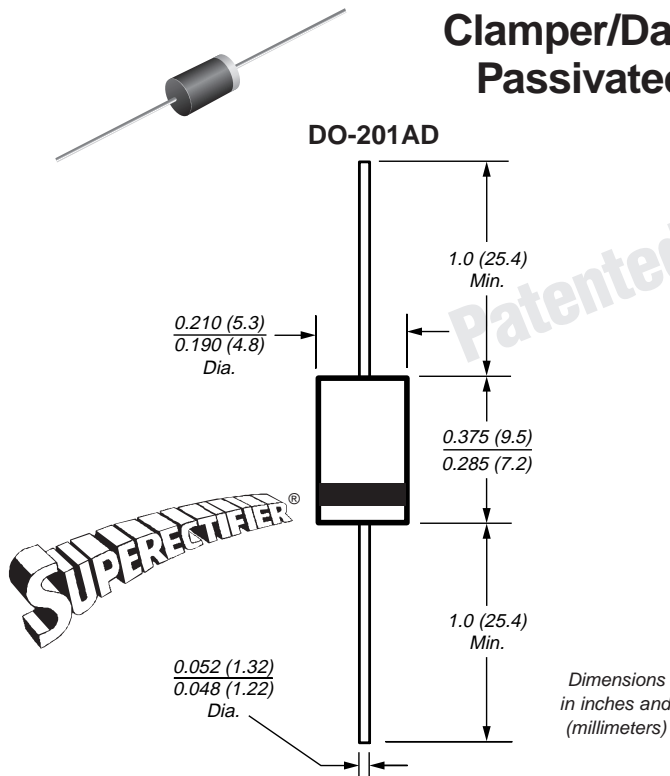 Clamper/Da
Passivated
DO-201AD
Patented
1.0 (25.4)
Min.
0.210 (5.3)
0.190 (4.8)
Dia.
0.375 (9.5)
0.285 (7.2)
SUPERECTIFIER®
1.0 (25.4)
Min.
0.052 (1.32)
0.048 (1.22)
Dia.
Dimensions
in inches and
(millimeters)